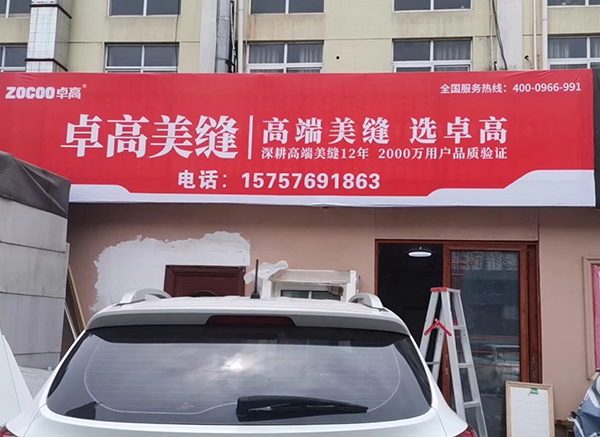 ZOCOO卓高®
全国服务热线：400-0966-991
卓高美缝
高端美缝 选卓高
深耕高端美缝12年 2000万用户品质验证
电话：15757691863